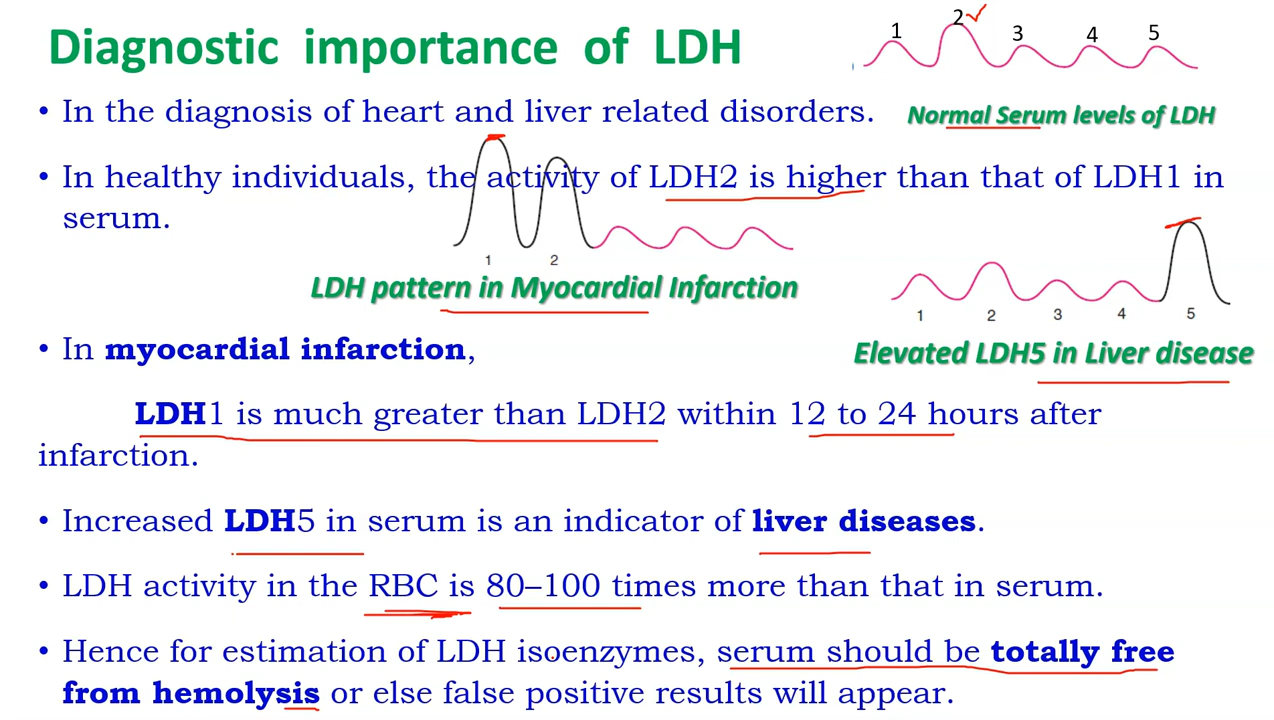 Diagnostic importance of LDH
1 2 3 4 5
Normal Serum levels of LDH
• In the diagnosis of heart and liver related disorders.
• In healthy individuals, the activity of LDH2 is higher than that of LDH1 in
serum.
1 2
LDH pattern in Myocardial Infarction
1 2 3 4 5
Elevated LDH5 in Liver disease
• In myocardial infarction,
LDH1 is much greater than LDH2 within 12 to 24 hours after
infarction.
• Increased LDH5 in serum is an indicator of liver diseases.
• LDH activity in the RBC is 80–100 times more than that in serum.
• Hence for estimation of LDH isoenzymes, serum should be totally free
from hemolysis or else false positive results will appear.